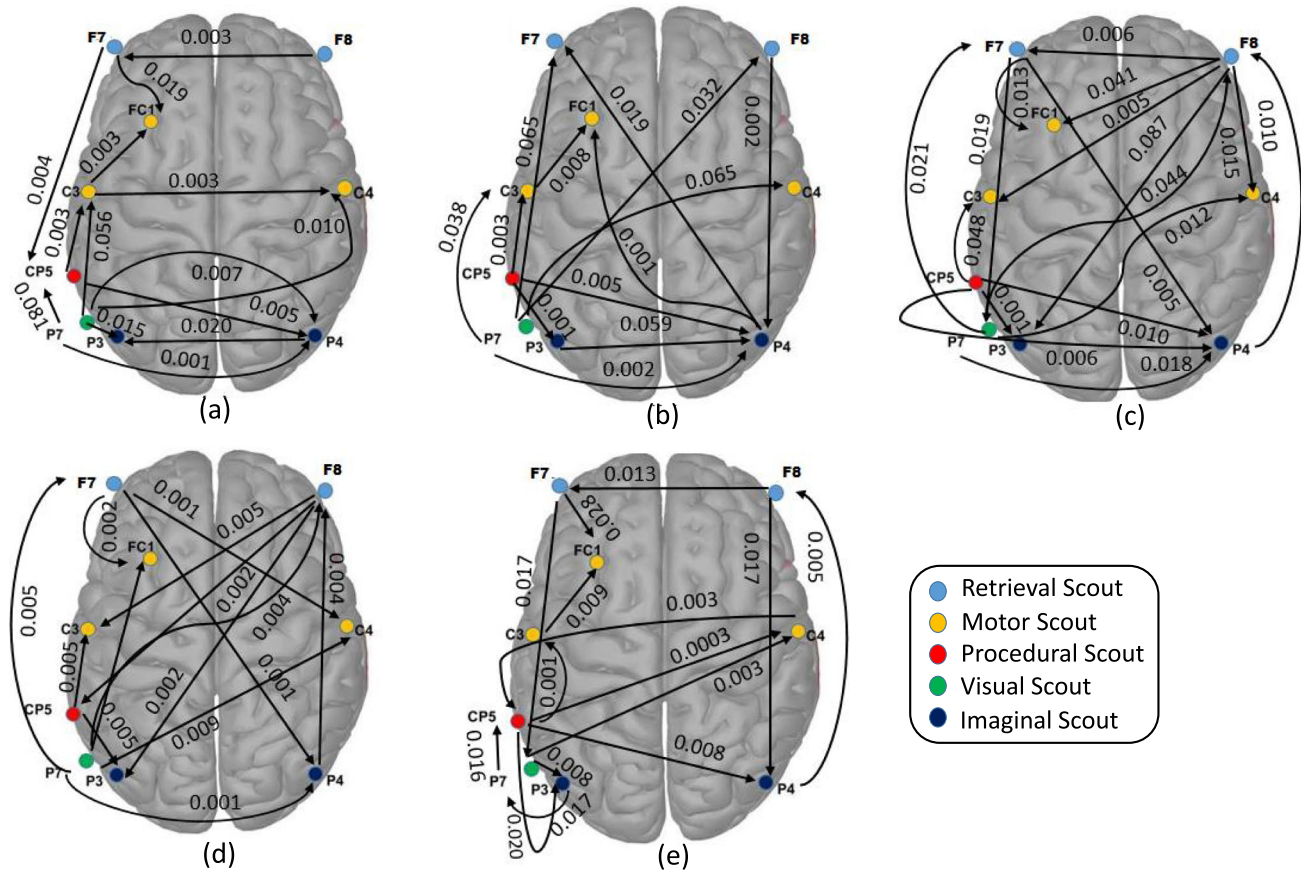 F7
0.003
F8
0.019
FC1
0.003
0.004
C3
0.003
C4
0.003
0.056
0.010
CP5
0.007
0.005
0.081
0.015
0.020
P7
P3
P4
0.001
(a)
F7
F8
0.032
0.019
0.002
0.065
FC1
0.008
0.065
C3
C4
0.038
0.003
0.001
CP5
0.005
0.001
0.059
P7
P3
P4
0.002
(b)
F7
0.006
F8
0.013
0.041
0.005
0.010
FC1
0.019
0.087
0.021
0.015
0.044
C3
C4
0.048
0.012
CP5
0.005
0.001
0.010
P7
P3
0.006
0.018
P4
(c)
F7
F8
0.001
0.005
0.002
FC1
0.002
0.004
0.005
0.004
C3
C4
0.005
0.001
0.002
CP5
0.009
0.005
P7
P3
P4
0.001
(d)
F7
0.013
F8
0.028
FC1
0.017
0.017
0.005
0.009
0.003
C3
C4
0.0003
0.001
0.003
CP5
0.008
0.016
0.008
P7
P3
P4
0.017
0.020
(e)
Retrieval Scout
Motor Scout
Procedural Scout
Visual Scout
Imaginal Scout